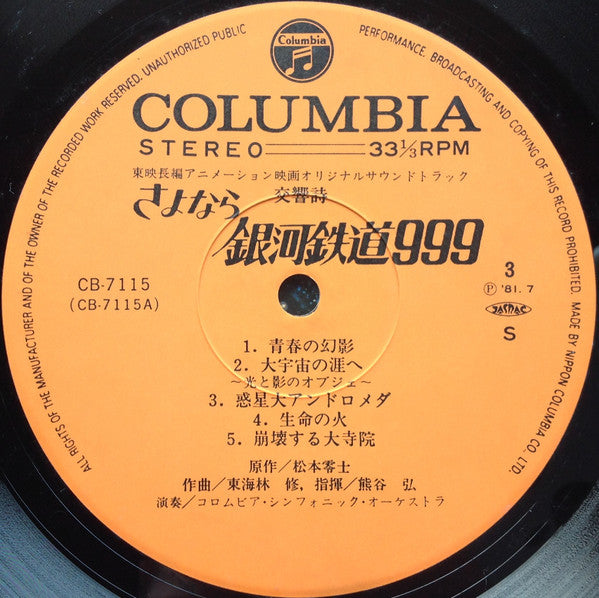 ALL RIGHTS OF THE MANUFACTURER AND OF THE OWNER OF THE RECORDED WORK RESERVED. UNAUTHORIZED PUBLIC PERFORMANCE, BROADCASTING AND COPYING OF THIS RECORD PROHIBITED. MADE BY NIPPON COLUMBIA CO., LTD.
Columbia
COLUMBIA
STEREO 33 1/3 RPM
東映長編アニメーション映画オリジナルサウンドトラック
さよなら 交響詩
銀河鉄道999
CB-7115
(CB-7115A)
3
Ⓟ '81. 7
JASRAC
S
1. 青春の幻影
2. 大宇宙の涯へ
〜光と影のオブジェ〜
3. 惑星大アンドロメダ
4. 生命の火
5. 崩壊する大寺院
原作/松本零士
作曲/東海林 修, 指揮/熊谷 弘
演奏/コロムビア・シンフォニック・オーケストラ